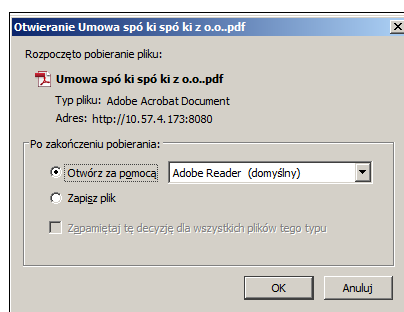 Otwieranie Umowa spó ki spó ki z o.o..pdf
Rozpoczęto pobieranie pliku:
Umowa spó ki spó ki z o.o..pdf
Typ pliku: Adobe Acrobat Document
Adres: http://10.57.4.173:8080
Po zakończeniu pobierania:
Otwórz za pomocą Adobe Reader (domyślny)
Zapisz plik
Zapamiętaj tę decyzję dla wszystkich plików tego typu
OK Anuluj